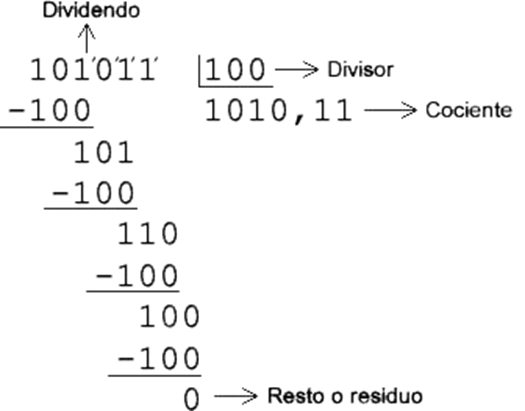 Dividendo
101011 100 Divisor
-100 1010,11 Cociente
101
-100
110
-100
100
-100
0 Resto o residuo